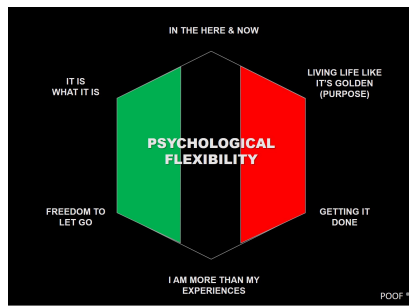 IN THE HERE & NOW
IT IS
WHAT IT IS
LIVING LIFE LIKE
IT'S GOLDEN
(PURPOSE)
PSYCHOLOGICAL
FLEXIBILITY
FREEDOM TO
LET GO
GETTING IT
DONE
I AM MORE THAN MY
EXPERIENCES
POOF